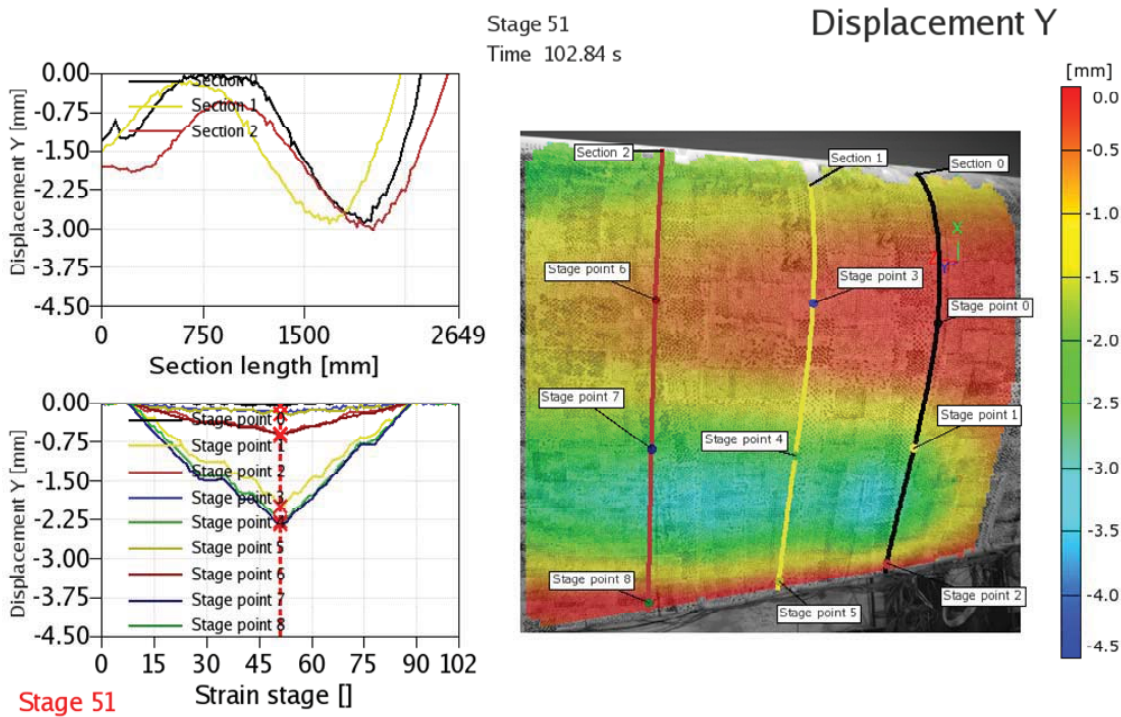 Stage 51
Time 102.84 s
Displacement Y
Displacement Y [mm]
0.00
-0.75
-1.50
-2.25
-3.00
-3.75
-4.50
Section 0
Section 1
Section 2
0
750
1500
2649
Section length [mm]
Displacement Y [mm]
0.00
-0.75
-1.50
-2.25
-3.00
-3.75
-4.50
Stage point 0
Stage point 1
Stage point 2
Stage point 3
Stage point 4
Stage point 5
Stage point 6
Stage point 7
Stage point 8
0
15
30
45
60
75
90
102
Strain stage []
Stage 51
Section 2
Section 1
Section 0
X
Z
Y
Stage point 6
Stage point 3
Stage point 0
Stage point 7
Stage point 4
Stage point 1
Stage point 8
Stage point 5
Stage point 2
[mm]
0.0
-0.5
-1.0
-1.5
-2.0
-2.5
-3.0
-3.5
-4.0
-4.5